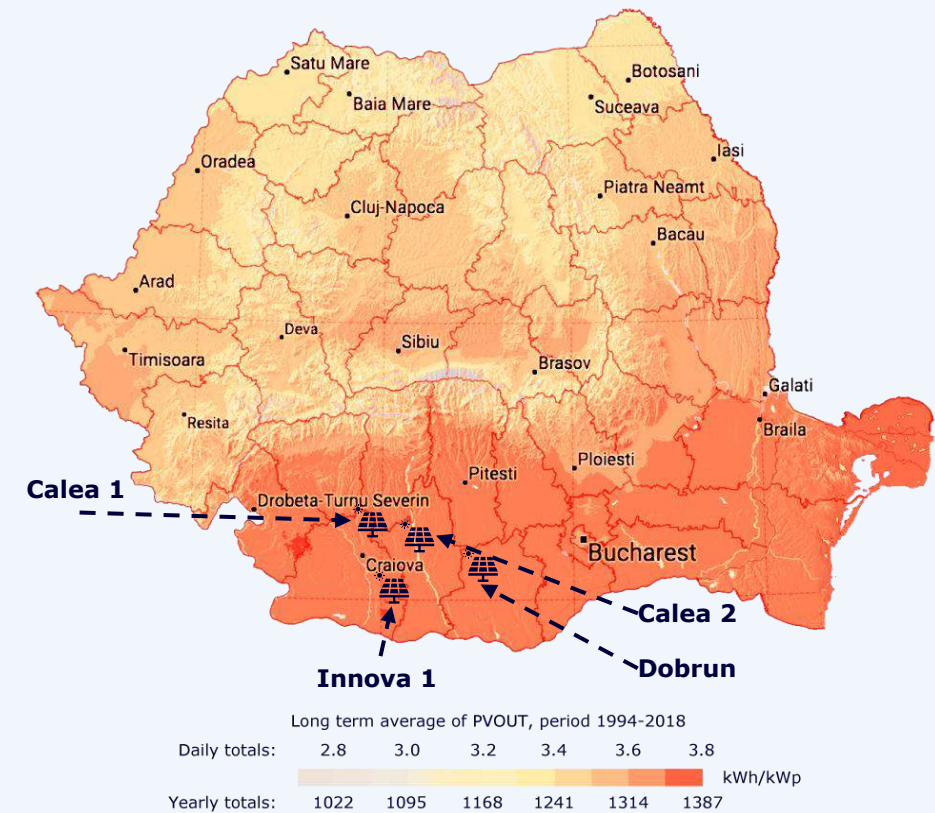 Satu Mare
Botosani
Baia Mare
Suceava
Iasi
Oradea
Piatra Neamt
Cluj-Napoca
Bacau
Arad
Deva
Sibiu
Timisoara
Brasov
Galati
Resita
Braila
Ploiesti
Pitesti
Calea 1
Drobeta-Turnu Severin
Bucharest
Craiova
Calea 2
Dobrun
Innova 1
Long term average of PVOUT, period 1994-2018
Daily totals: 2.8 3.0 3.2 3.4 3.6 3.8
kWh/kWp
Yearly totals: 1022 1095 1168 1241 1314 1387